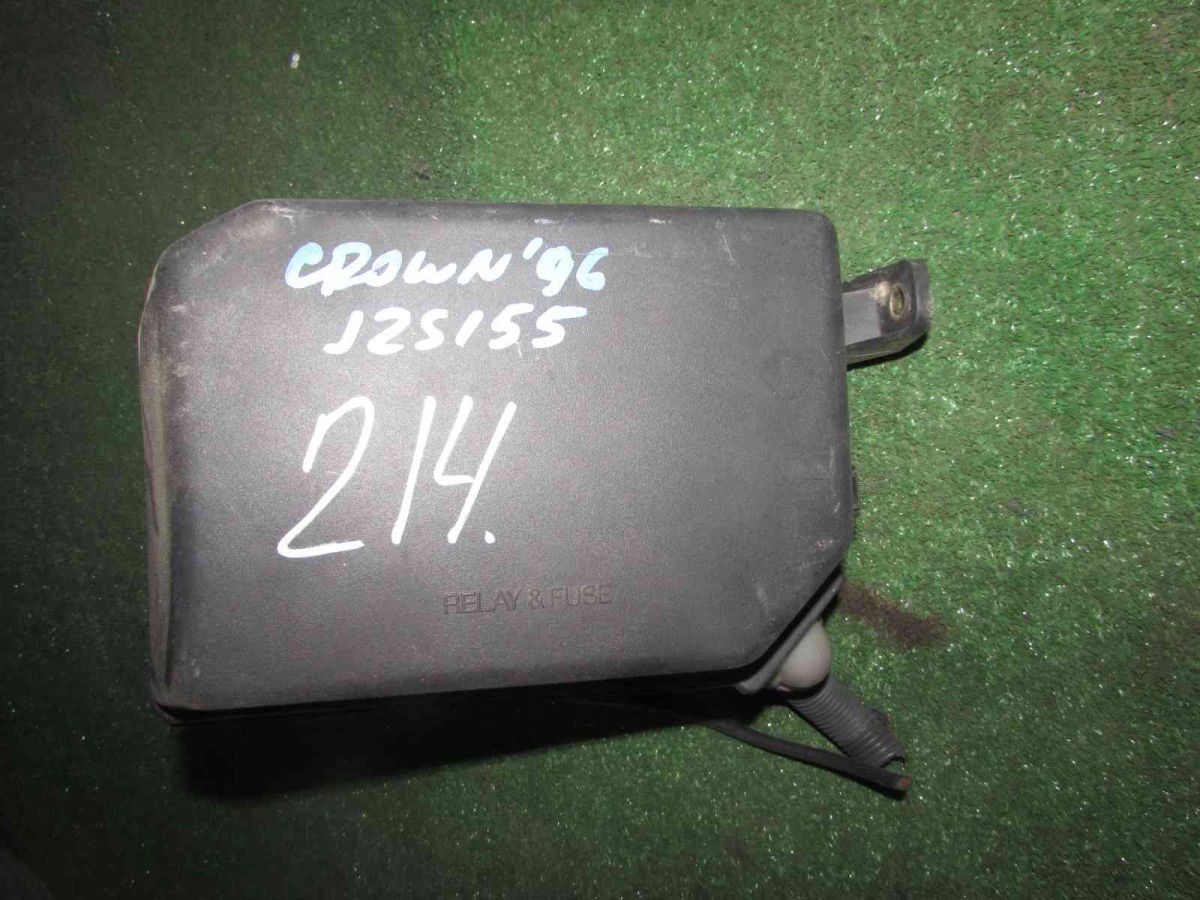 CROWN '96
JZS155
214.
RELAY & FUSE